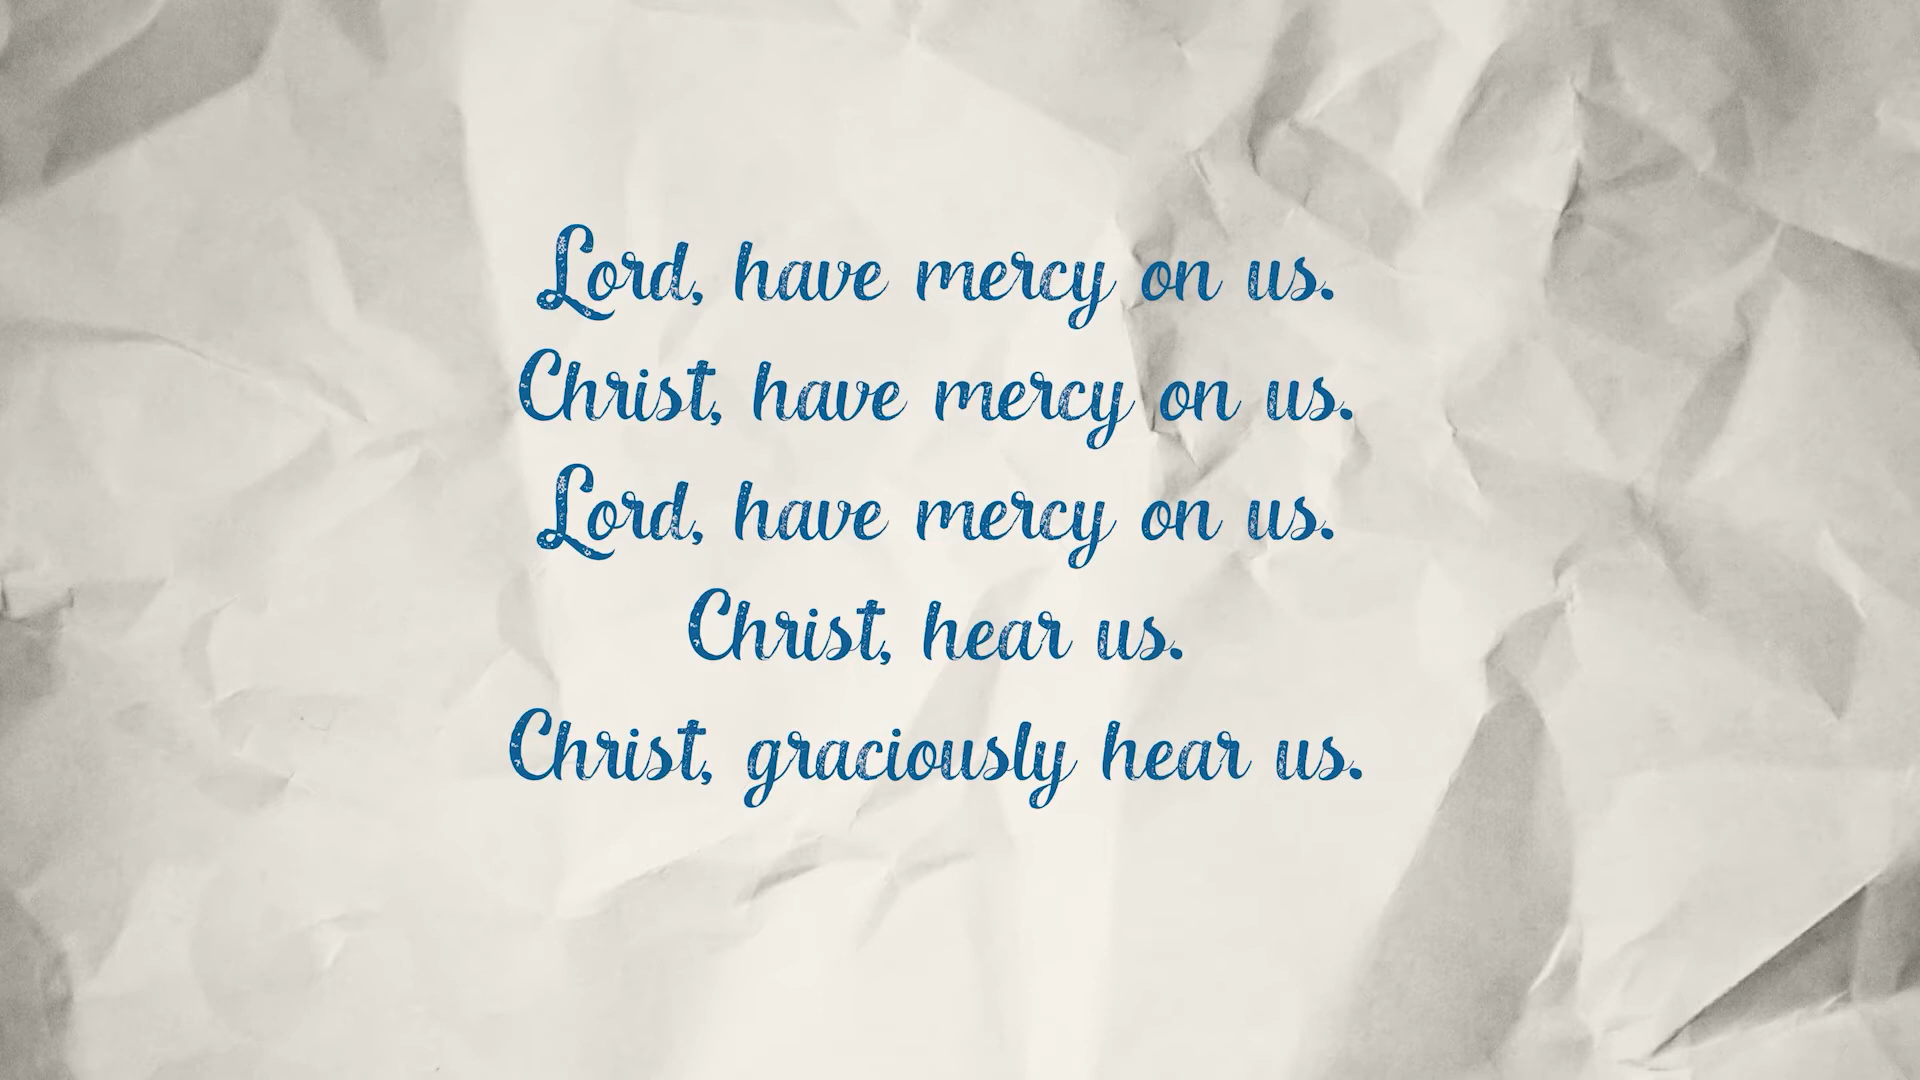 Lord, have mercy on us.
Christ, have mercy on us.
Lord, have mercy on us.
Christ, hear us.
Christ, graciously hear us.